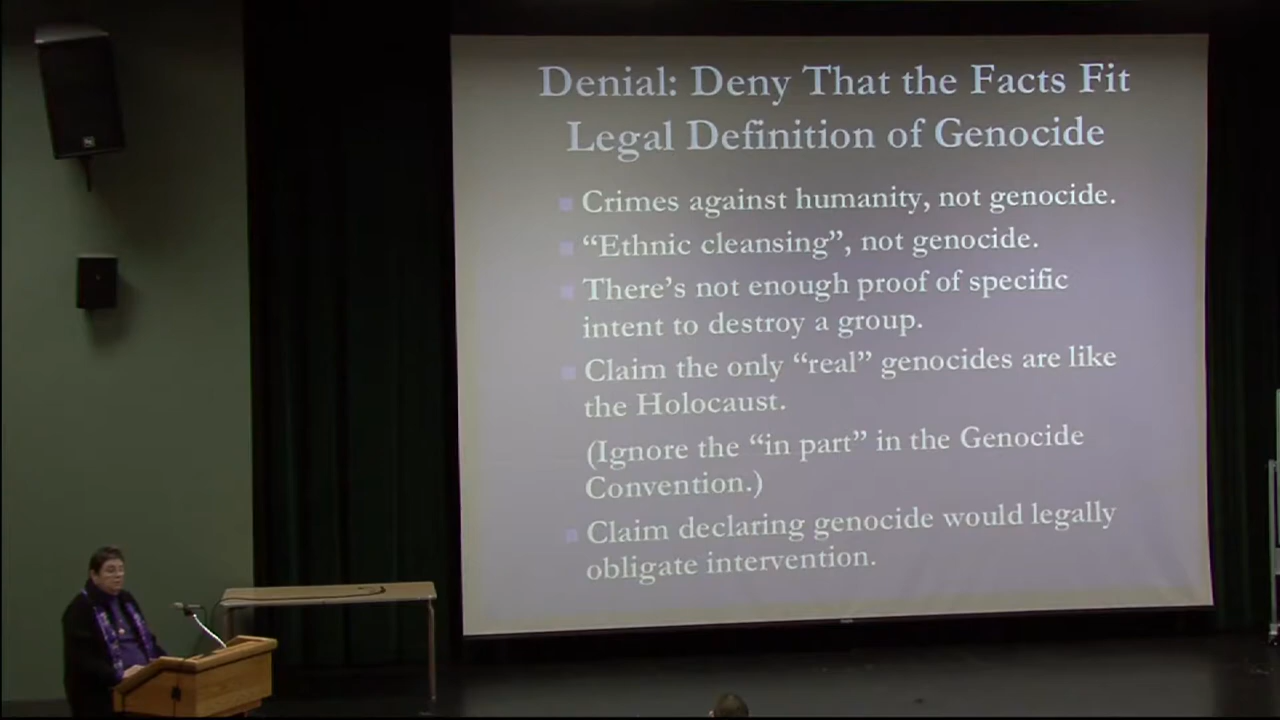 Denial: Deny That the Facts Fit
Legal Definition of Genocide
Crimes against humanity, not genocide.
“Ethnic cleansing”, not genocide.
There’s not enough proof of specific
intent to destroy a group.
Claim the only “real” genocides are like
the Holocaust.
(Ignore the “in part” in the Genocide
Convention.)
Claim declaring genocide would legally
obligate intervention.